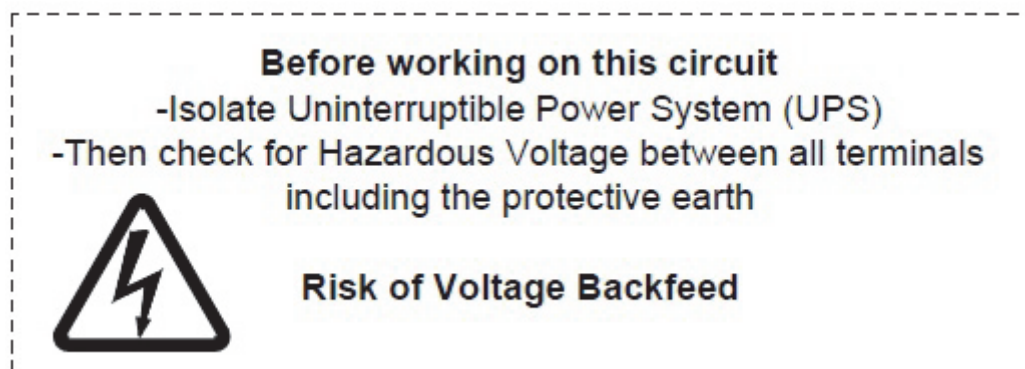 Before working on this circuit
-Isolate Uninterruptible Power System (UPS)
-Then check for Hazardous Voltage between all terminals
including the protective earth
Risk of Voltage Backfeed